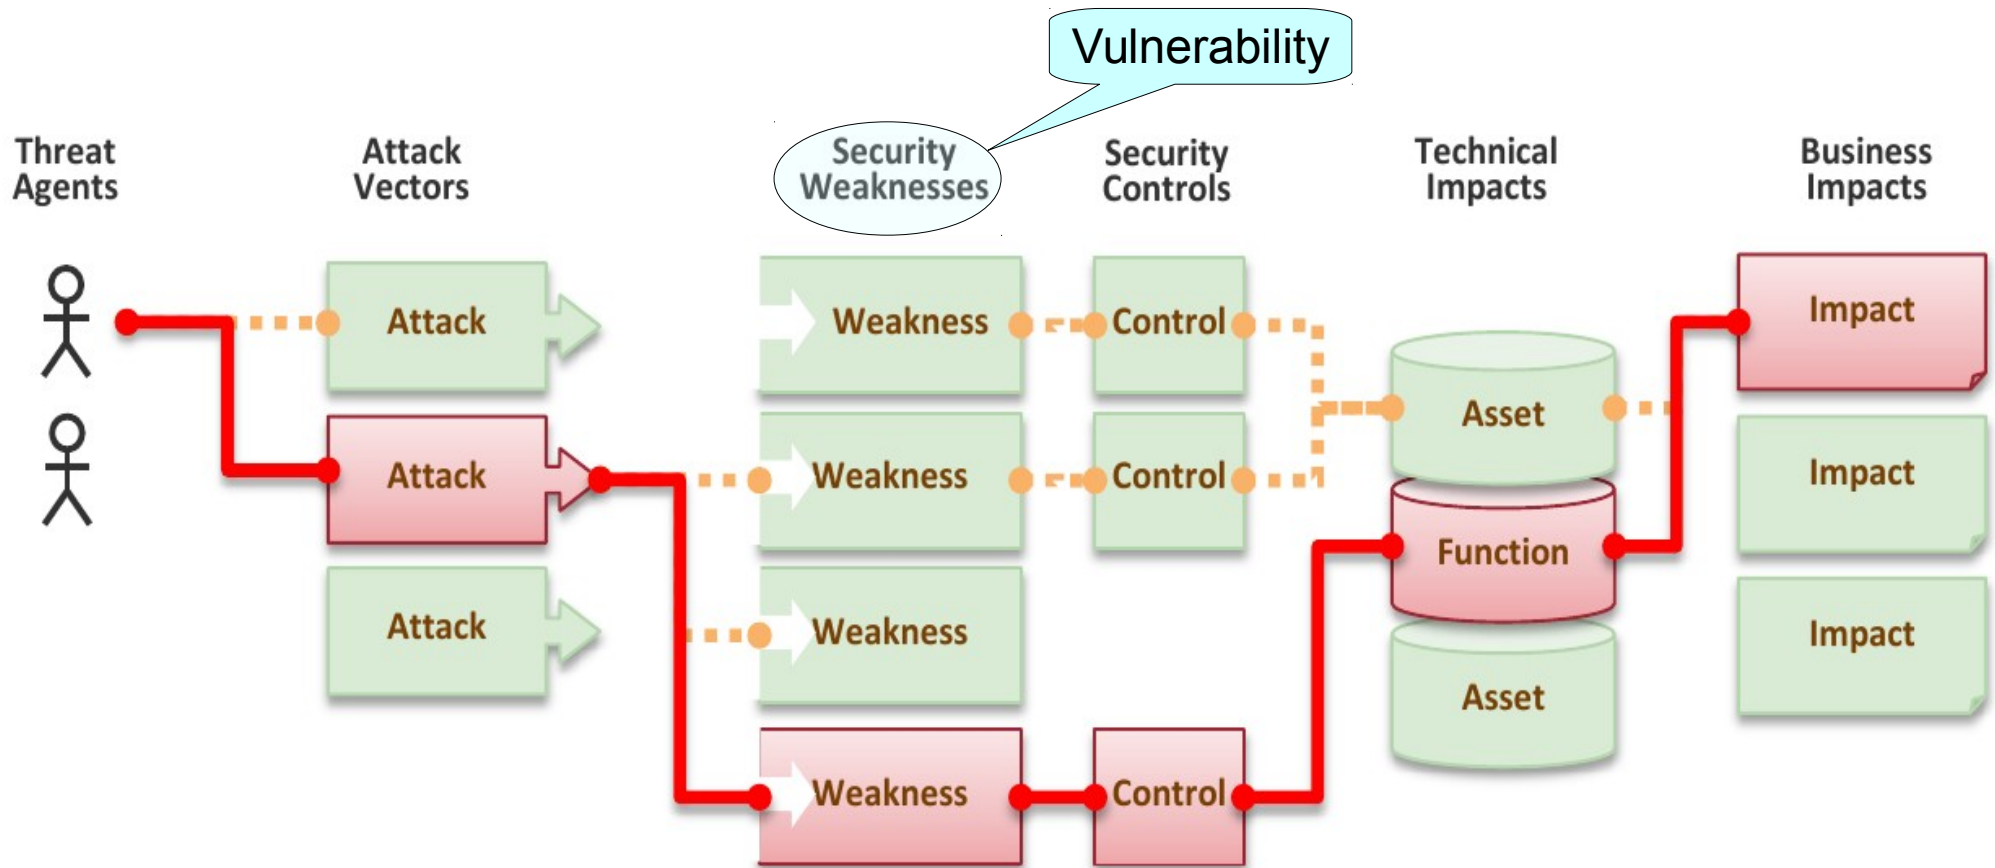 Vulnerability
Threat
Agents
Attack
Vectors
Security
Weaknesses
Security
Controls
Technical
Impacts
Business
Impacts
Attack
Weakness
Control
Impact
Asset
Attack
Weakness
Control
Impact
Function
Attack
Weakness
Impact
Asset
Weakness
Control